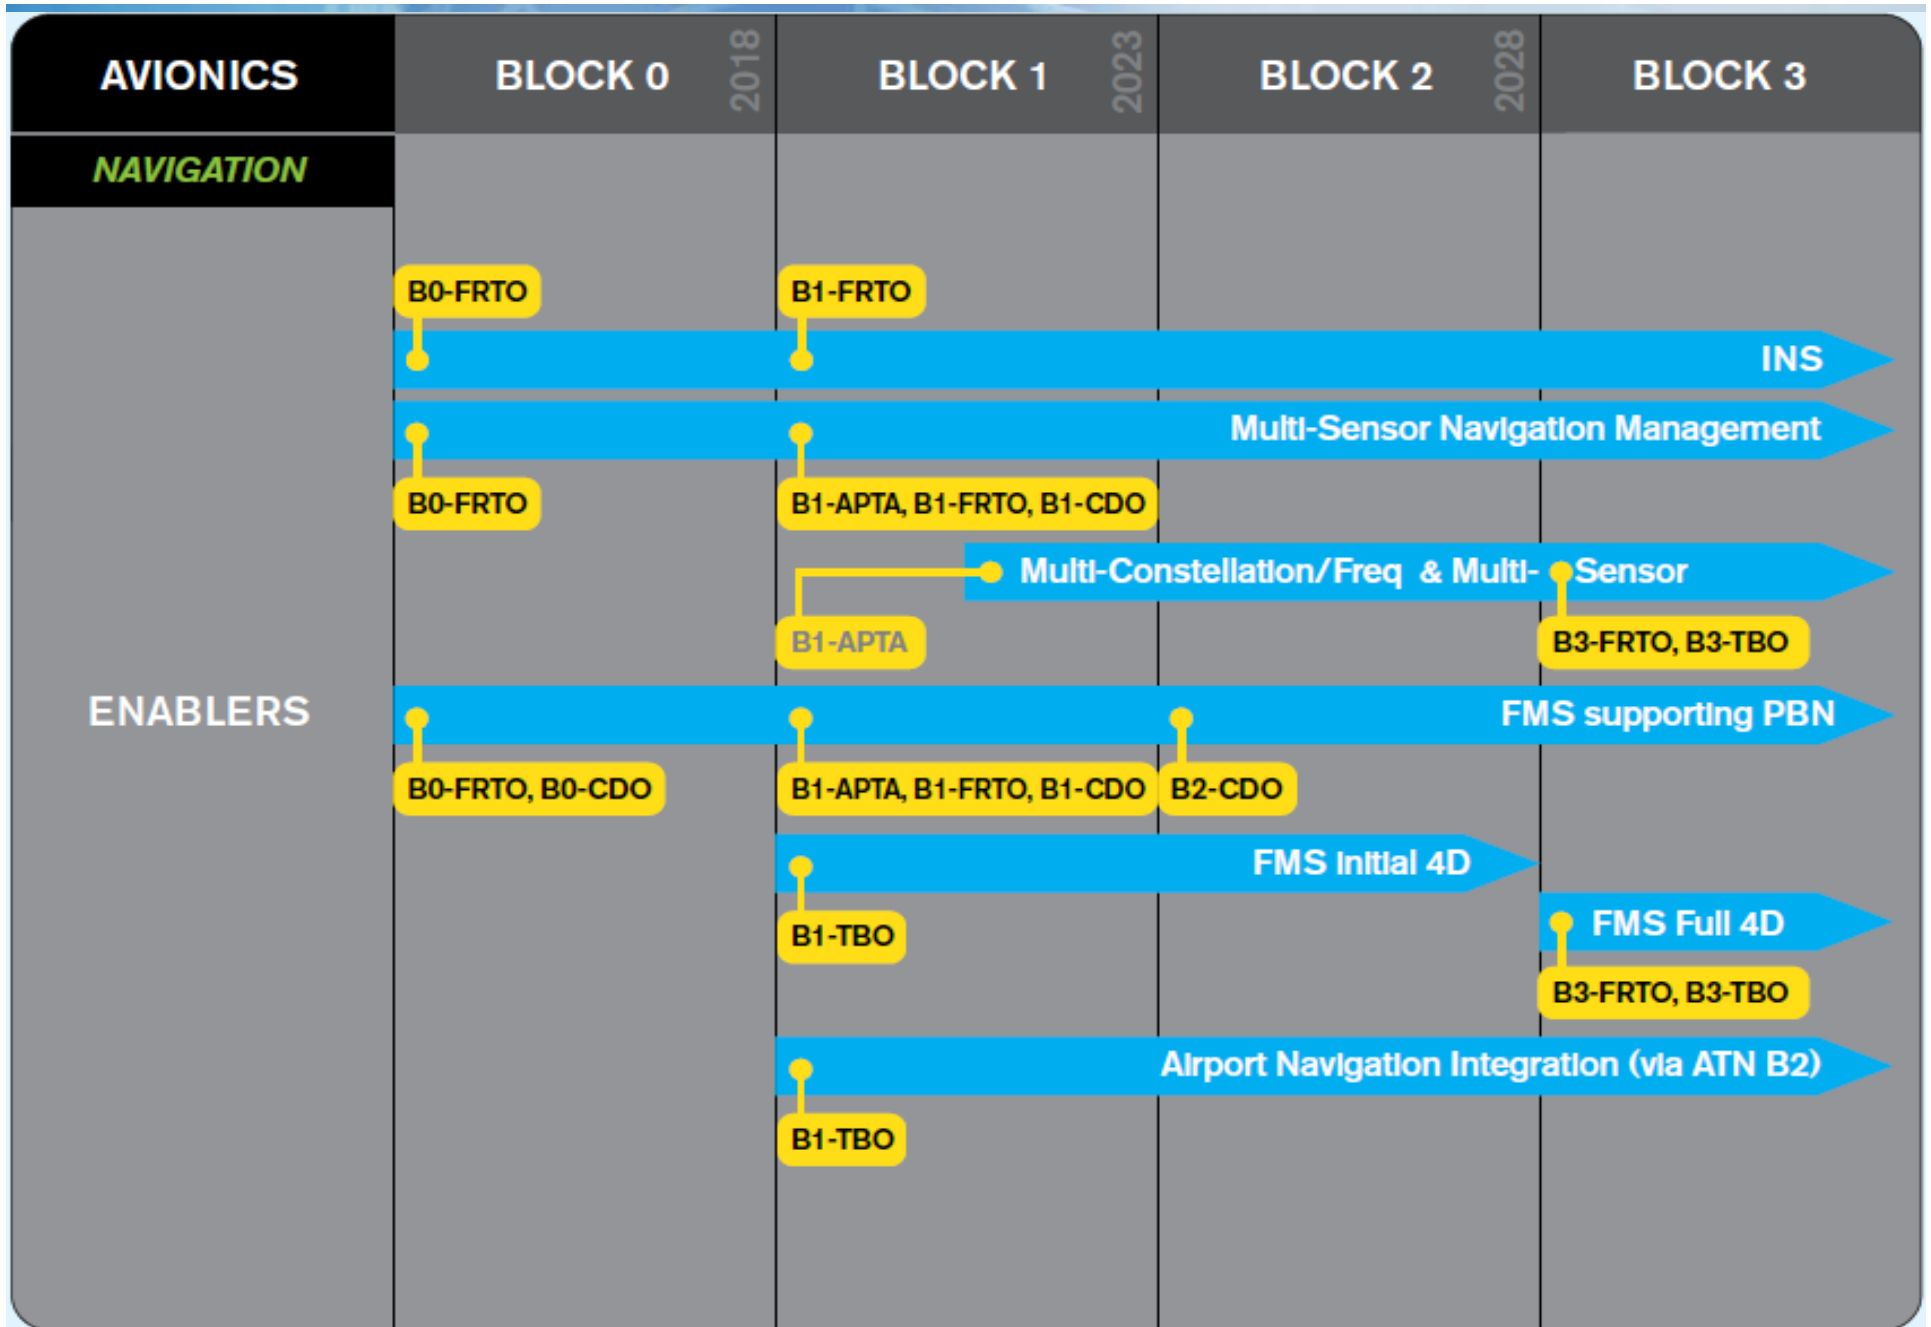 AVIONICS
BLOCK 0
2018
BLOCK 1
2023
BLOCK 2
2028
BLOCK 3
NAVIGATION
ENABLERS
B0-FRTO
B1-FRTO
INS
Multi-Sensor Navigation Management
B0-FRTO
B1-APTA, B1-FRTO, B1-CDO
Multi-Constellation/Freq & Multi- Sensor
B1-APTA
B3-FRTO, B3-TBO
FMS supporting PBN
B0-FRTO, B0-CDO
B1-APTA, B1-FRTO, B1-CDO
B2-CDO
FMS Initial 4D
B1-TBO
FMS Full 4D
B3-FRTO, B3-TBO
Airport Navigation Integration (via ATN B2)
B1-TBO